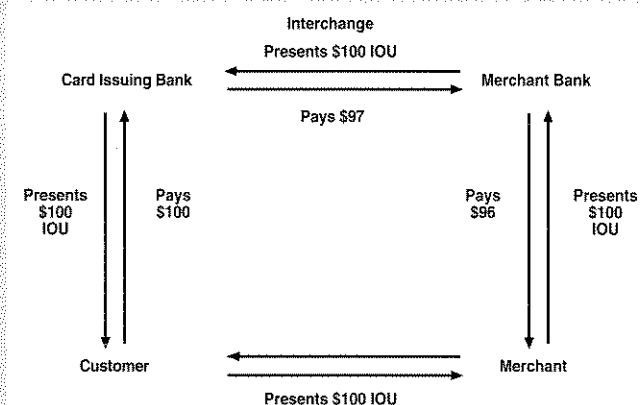 Interchange
Presents $100 IOU
Card Issuing Bank
Merchant Bank
Pays $97
Presents
$100
IOU
Pays
$100
Pays
$96
Presents
$100
IOU
Customer
Merchant
Presents $100 IOU